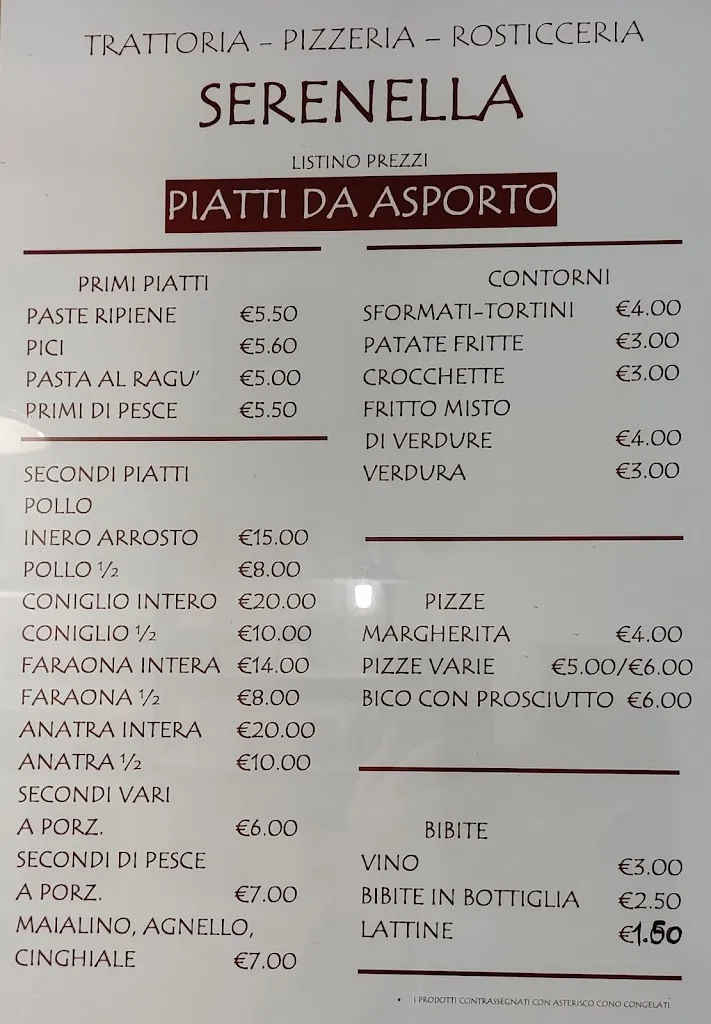 TRATTORIA - PIZZERIA - ROSTICCERIA
SERENELLA
LISTINO PREZZI
PIATTI DA ASPORTO
PRIMI PIATTI
PASTE RIPIENE €5.50
PICI €5.60
PASTA AL RAGU' €5.00
PRIMI DI PESCE €5.50
SECONDI PIATTI
POLLO
INERO ARROSTO €15.00
POLLO ½ €8.00
CONIGLIO INTERO €20.00
CONIGLIO ½ €10.00
FARAONA INTERA €14.00
FARAONA ½ €8.00
ANATRA INTERA €20.00
ANATRA ½ €10.00
SECONDI VARI
A PORZ. €6.00
SECONDI DI PESCE
A PORZ. €7.00
MAIALINO, AGNELLO,
CINGHIALE €7.00
CONTORNI
SFORMATI-TORTINI €4.00
PATATE FRITTE €3.00
CROCCHETTE €3.00
FRITTO MISTO
DI VERDURE €4.00
VERDURA €3.00
PIZZE
MARGHERITA €4.00
PIZZE VARIE €5.00/€6.00
BICO CON PROSCIUTTO €6.00
BIBITE
VINO €3.00
BIBITE IN BOTTIGLIA €2.50
LATTINE €1.50
• I PRODOTTI CONTRASSEGNATI CON ASTERISCO CONO CONGELATI